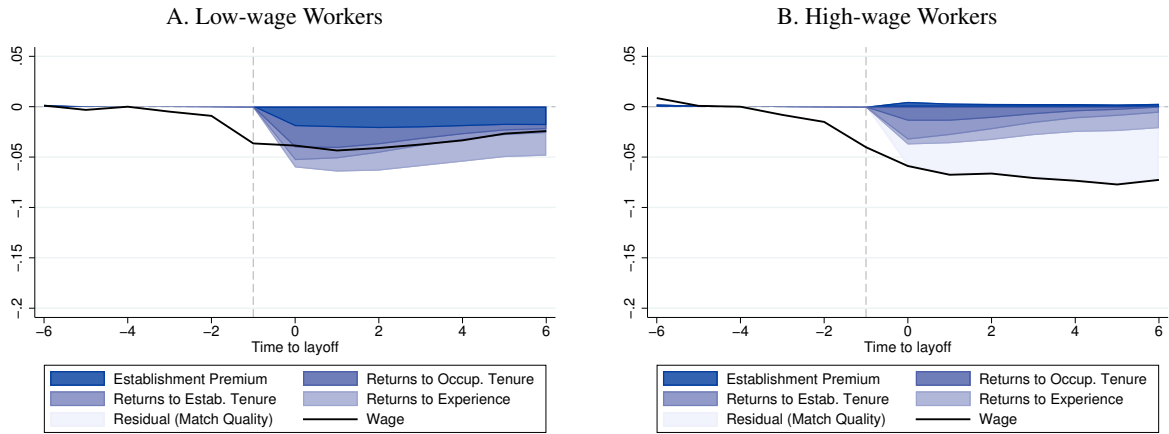 A. Low-wage Workers
.05
0
-.05
-.1
-.15
-.2
-6
-4
-2
0
2
4
6
Time to layoff
Establishment Premium
Returns to Occup. Tenure
Returns to Estab. Tenure
Returns to Experience
Residual (Match Quality)
Wage
B. High-wage Workers
.05
0
-.05
-.1
-.15
-.2
-6
-4
-2
0
2
4
6
Time to layoff
Establishment Premium
Returns to Occup. Tenure
Returns to Estab. Tenure
Returns to Experience
Residual (Match Quality)
Wage